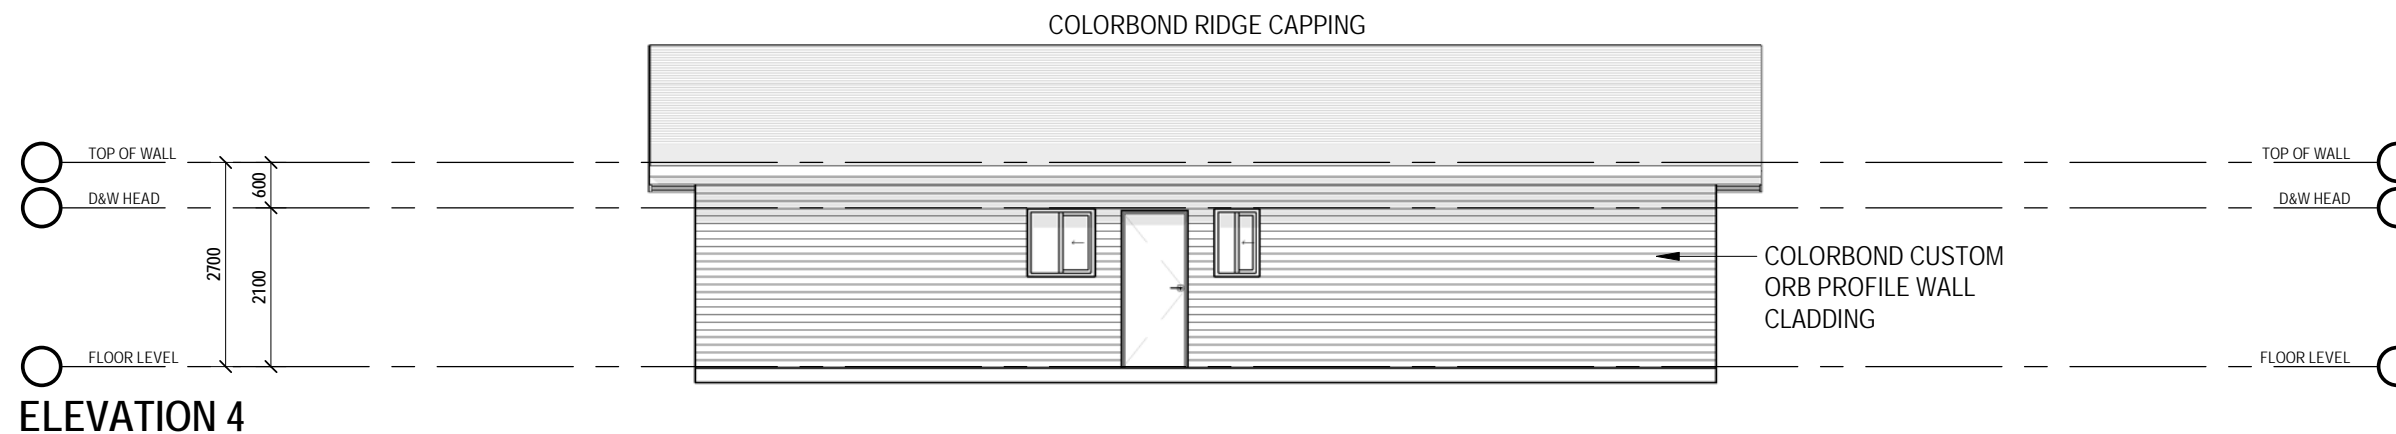 COLORBOND RIDGE CAPPING
TOP OF WALL
TOP OF WALL
600
D&W HEAD
D&W HEAD
2700
2100
COLORBOND CUSTOM
ORB PROFILE WALL
CLADDING
FLOOR LEVEL
FLOOR LEVEL
ELEVATION 4